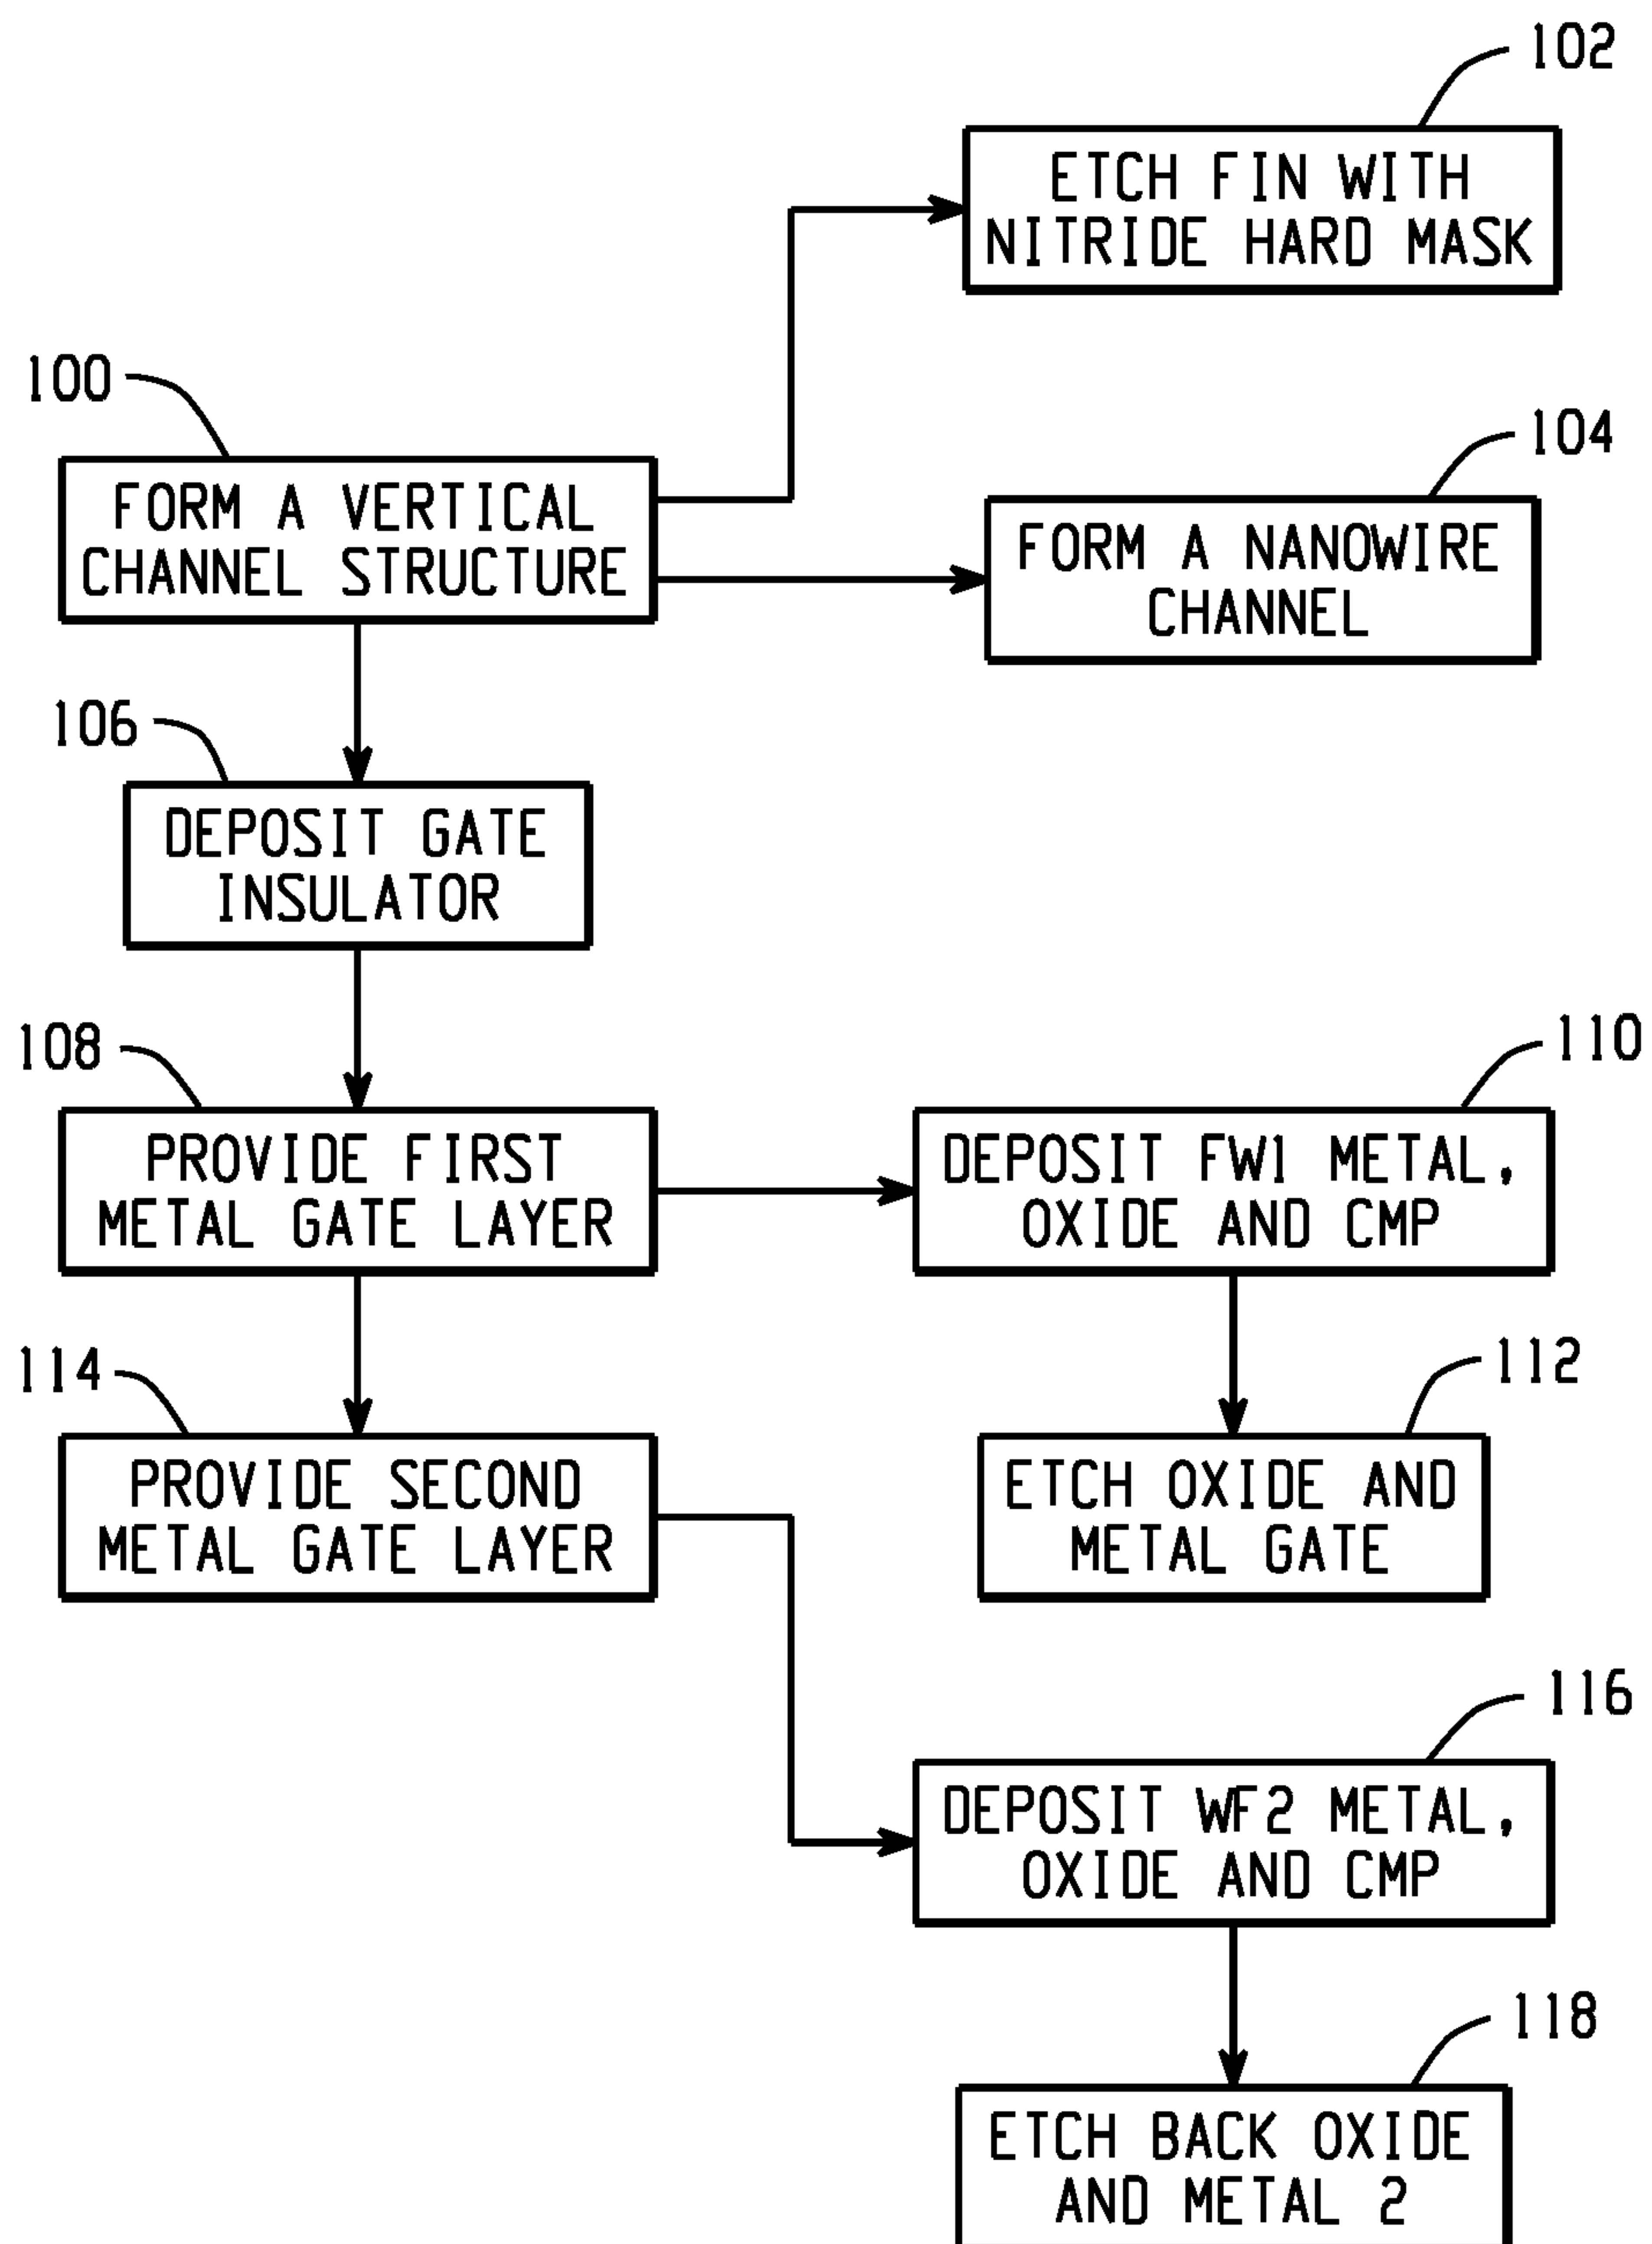 102
ETCH FIN WITH
NITRIDE HARD MASK
100
FORM A VERTICAL
CHANNEL STRUCTURE
104
FORM A NANOWIRE
CHANNEL
106
DEPOSIT GATE
INSULATOR
108
PROVIDE FIRST
METAL GATE LAYER
110
DEPOSIT FW1 METAL,
OXIDE AND CMP
112
ETCH OXIDE AND
METAL GATE
114
PROVIDE SECOND
METAL GATE LAYER
116
DEPOSIT WF2 METAL,
OXIDE AND CMP
118
ETCH BACK OXIDE
AND METAL 2